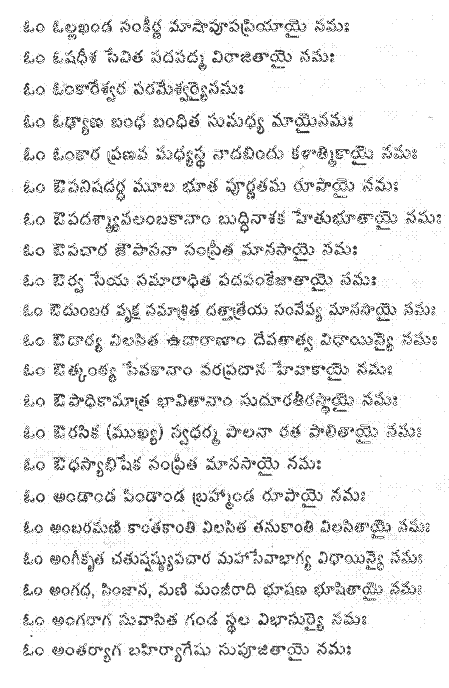 ఓం ఓల్లఖండ సంకీర్ణ మాషాపూపప్రియాయై నమః
ఓం ఓషధీశ సేవిత పదపద్మ విరాజితాయై నమః
ఓం ఓంకారేశ్వర పరమేశ్వర్యైనమః
ఓం ఓఢ్యాణ బంధ బంధిత సుమధ్య మాయైనమః
ఓం ఓంకార ప్రణవ మధ్యస్థ నాదబిందు కళాత్మికాయై నమః
ఓం ఔపనిషదర్ధ మూల భూత పూర్ణతమ రూపాయై నమః
ఓం ఔపదశ్మ్యావలంబకానాం బుద్ధినాశక హేతుభూతాయై నమః
ఓం ఔపచార జౌపాసనా సంప్రీత మానసాయై నమః
ఓం ఔర్వ సేయ సమారాధిత పదపంకేజాతాయై నమః
ఓం ఔదుంబర వృక్ష సమాశ్రిత దత్తాత్రేయ సంసేవ్య మానసాయై నమః
ఓం ఔదార్య విలసిత ఉదారాణాం దేవతాత్వ విధాయిన్యై నమః
ఓం ఔత్కంఠ్య సేవకానాం వరప్రదాన హేవాకాయై నమః
ఓం ఔపాధికామాత్ర భావితానాం సుదూరతీరస్థాయై నమః
ఓం ఔరసిక (ముఖ్య) స్వధర్మ పాలనా రత పాలితాయై నమః
ఓం ఔధస్యాభిషేక సంప్రీత మానసాయై నమః
ఓం అండాండ పిండాండ బ్రహ్మాండ రూపాయై నమః
ఓం అంబరమణి కాంతకాంతి విలసిత తనుకాంతి విలసితాయై నమః
ఓం అంగీకృత చతుష్షష్ట్యుపచార మహాసేవాభాగ్య విధాయిన్యై నమః
ఓం అంగద, సింజాన, మణి మంజీరాది భూషణ భూషితాయై నమః
ఓం అంగరాగ సువాసిత గండ స్థల విభాసుర్యై నమః
ఓం అంతర్యాగ బహిర్యాగేషు సుపూజితాయై నమః